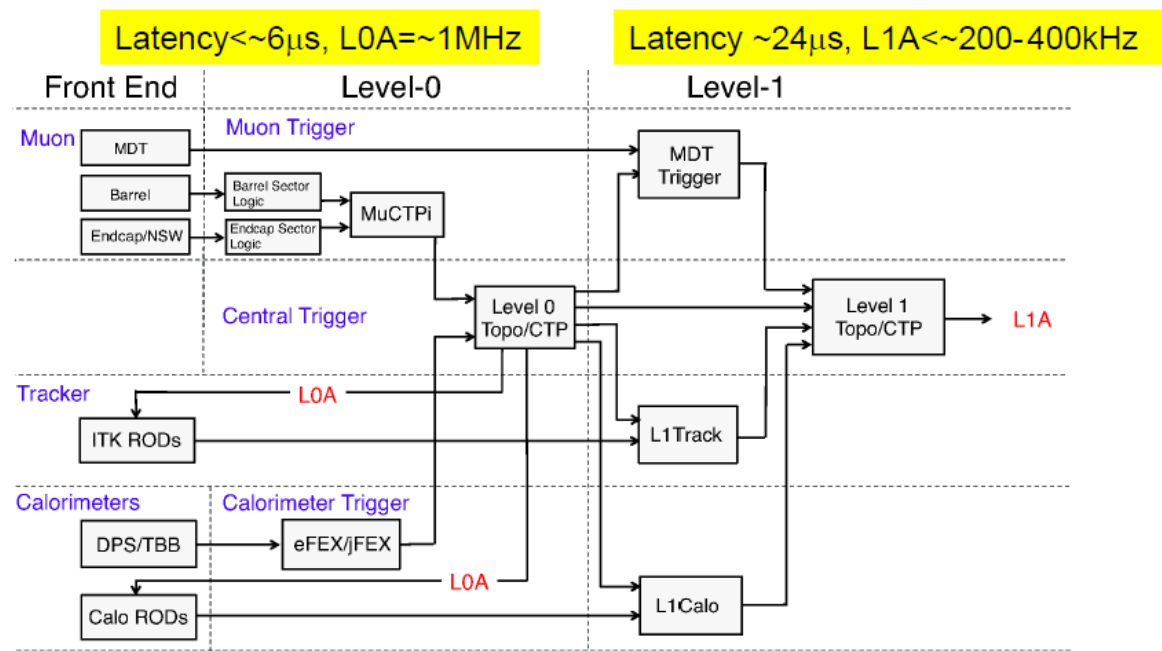 Latency<~6μs, L0A=~1MHz
Latency ~24μs, L1A<~200-400kHz
Front End
Level-0
Level-1
Muon
Muon Trigger
MDT
MDT
Trigger
Barrel
Barrel Sector
Logic
MuCTPi
Endcap/NSW
Endcap Sector
Logic
Central Trigger
Level 0
Topo/CTP
Level 1
Topo/CTP
L1A
Tracker
L0A
ITK RODs
L1Track
Calorimeters
Calorimeter Trigger
DPS/TBB
eFEX/jFEX
L0A
Calo RODs
L1Calo